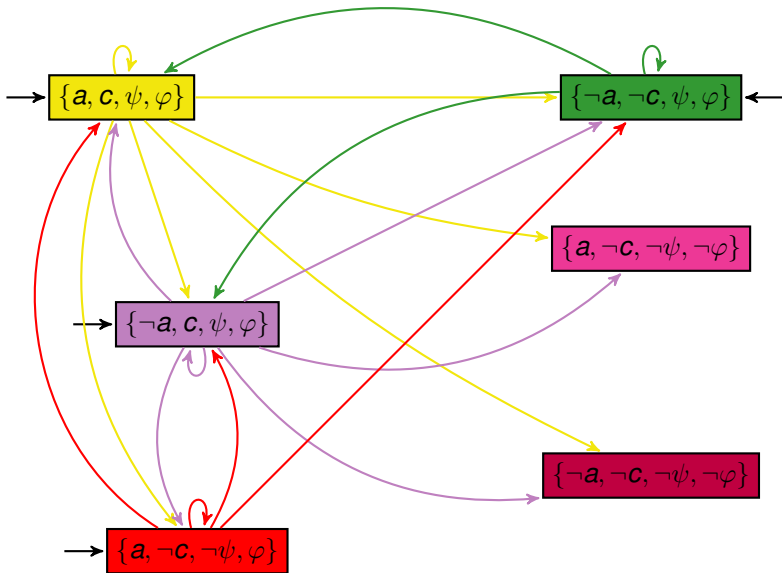 {a, c, ψ, φ}
{¬a, ¬c, ψ, φ}
{a, ¬c, ¬ψ, ¬φ}
{¬a, c, ψ, φ}
{¬a, ¬c, ¬ψ, ¬φ}
{a, ¬c, ¬ψ, φ}